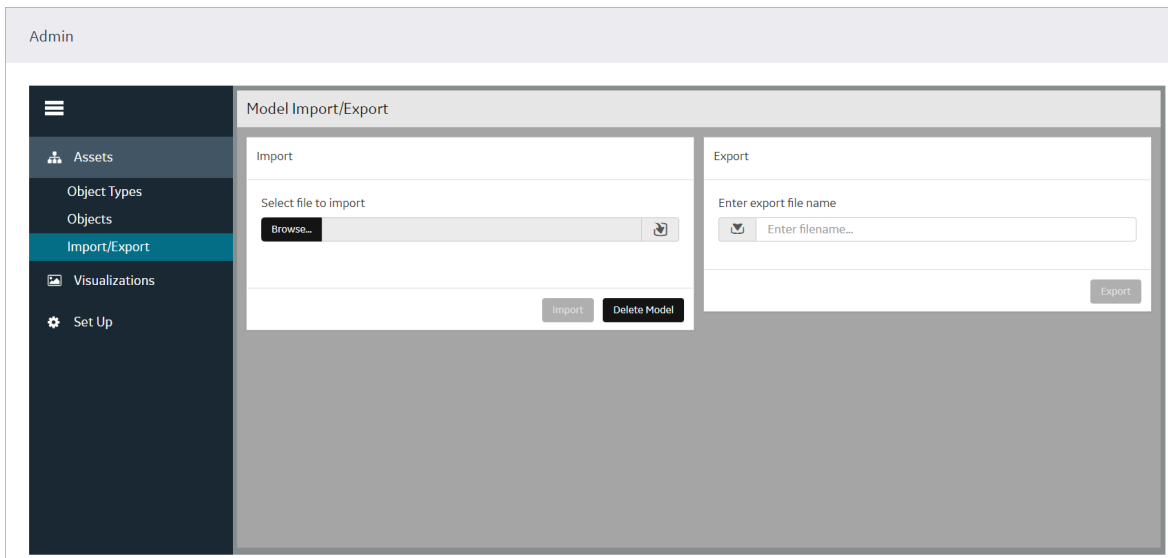 Admin
Model Import/Export
Assets
Object Types
Objects
Import/Export
Visualizations
Set Up
Import
Select file to import
Browse...
Import
Delete Model
Export
Enter export file name
Enter filename...
Export